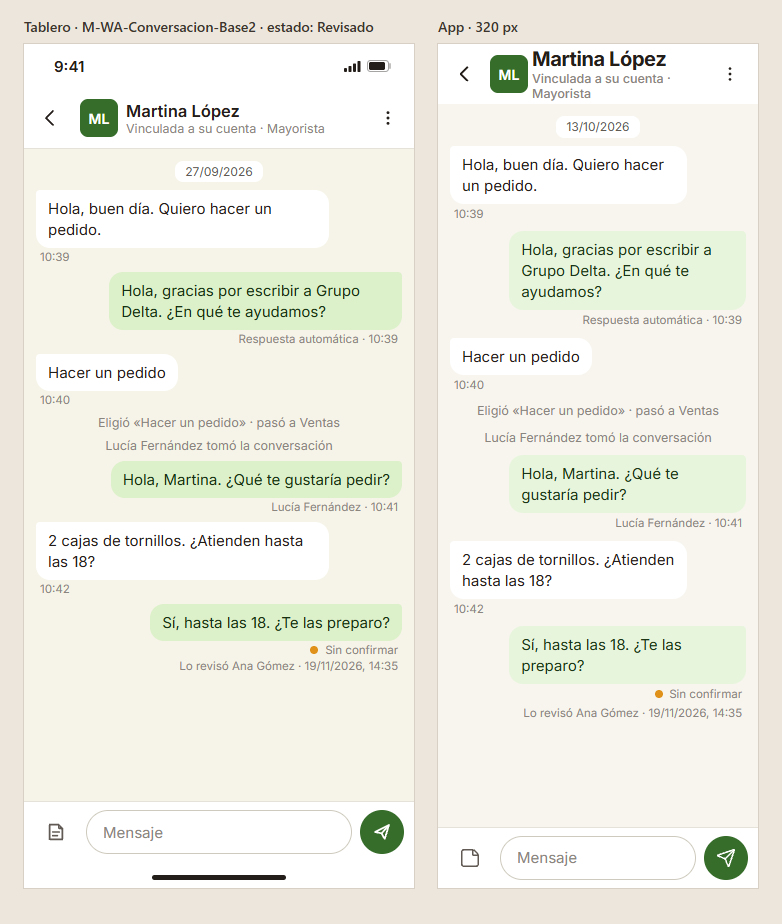 Tablero · M-WA-Conversacion-Base2 · estado: Revisado
9:41
ML
Martina López
Vinculada a su cuenta · Mayorista
27/09/2026
Hola, buen día. Quiero hacer un
pedido.
10:39
Hola, gracias por escribir a Grupo
Delta. ¿En qué te ayudamos?
Respuesta automática · 10:39
Hacer un pedido
10:40
Eligió «Hacer un pedido» · pasó a Ventas
Lucía Fernández tomó la conversación
Hola, Martina. ¿Qué te gustaría pedir?
Lucía Fernández · 10:41
2 cajas de tornillos. ¿Atienden hasta
las 18?
10:42
Sí, hasta las 18. ¿Te las preparo?
Sin confirmar
Lo revisó Ana Gómez · 19/11/2026, 14:35
Mensaje
App · 320 px
ML
Martina López
Vinculada a su cuenta ·
Mayorista
13/10/2026
Hola, buen día. Quiero hacer
un pedido.
10:39
Hola, gracias por escribir a
Grupo Delta. ¿En qué te
ayudamos?
Respuesta automática · 10:39
Hacer un pedido
10:40
Eligió «Hacer un pedido» · pasó a Ventas
Lucía Fernández tomó la conversación
Hola, Martina. ¿Qué te
gustaría pedir?
Lucía Fernández · 10:41
2 cajas de tornillos. ¿Atienden
hasta las 18?
10:42
Sí, hasta las 18. ¿Te las
preparo?
Sin confirmar
Lo revisó Ana Gómez · 19/11/2026, 14:35
Mensaje